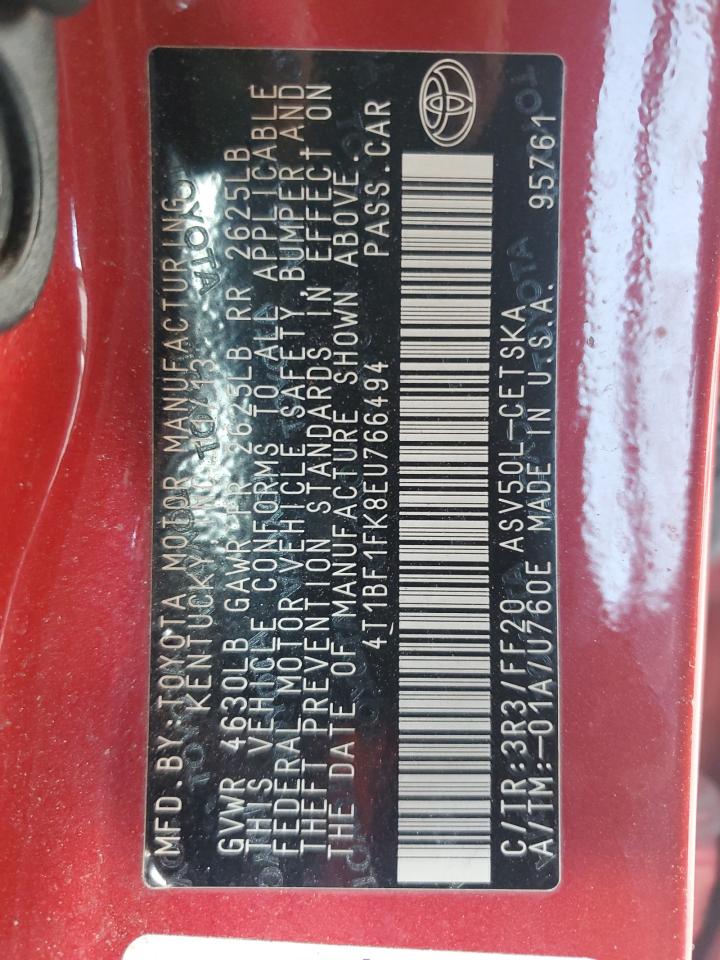 MFD. BY: TOYOTA MOTOR MANUFACTURING,
KENTUCKY, INC. 10/13
GVWR 4630LB GAWR FR 2625LB RR 2625LB
THIS VEHICLE CONFORMS TO ALL APPLICABLE
FEDERAL MOTOR VEHICLE SAFETY, BUMPER AND
THEFT PREVENTION STANDARDS IN EFFECT ON
THE DATE OF MANUFACTURE SHOWN ABOVE.
4T1BF1FK8EU766494 PASS.CAR
C/TR:3R3/FF20 ASV50L-CETSKA
A/TM:-01A/U760E MADE IN U.S.A. 95761